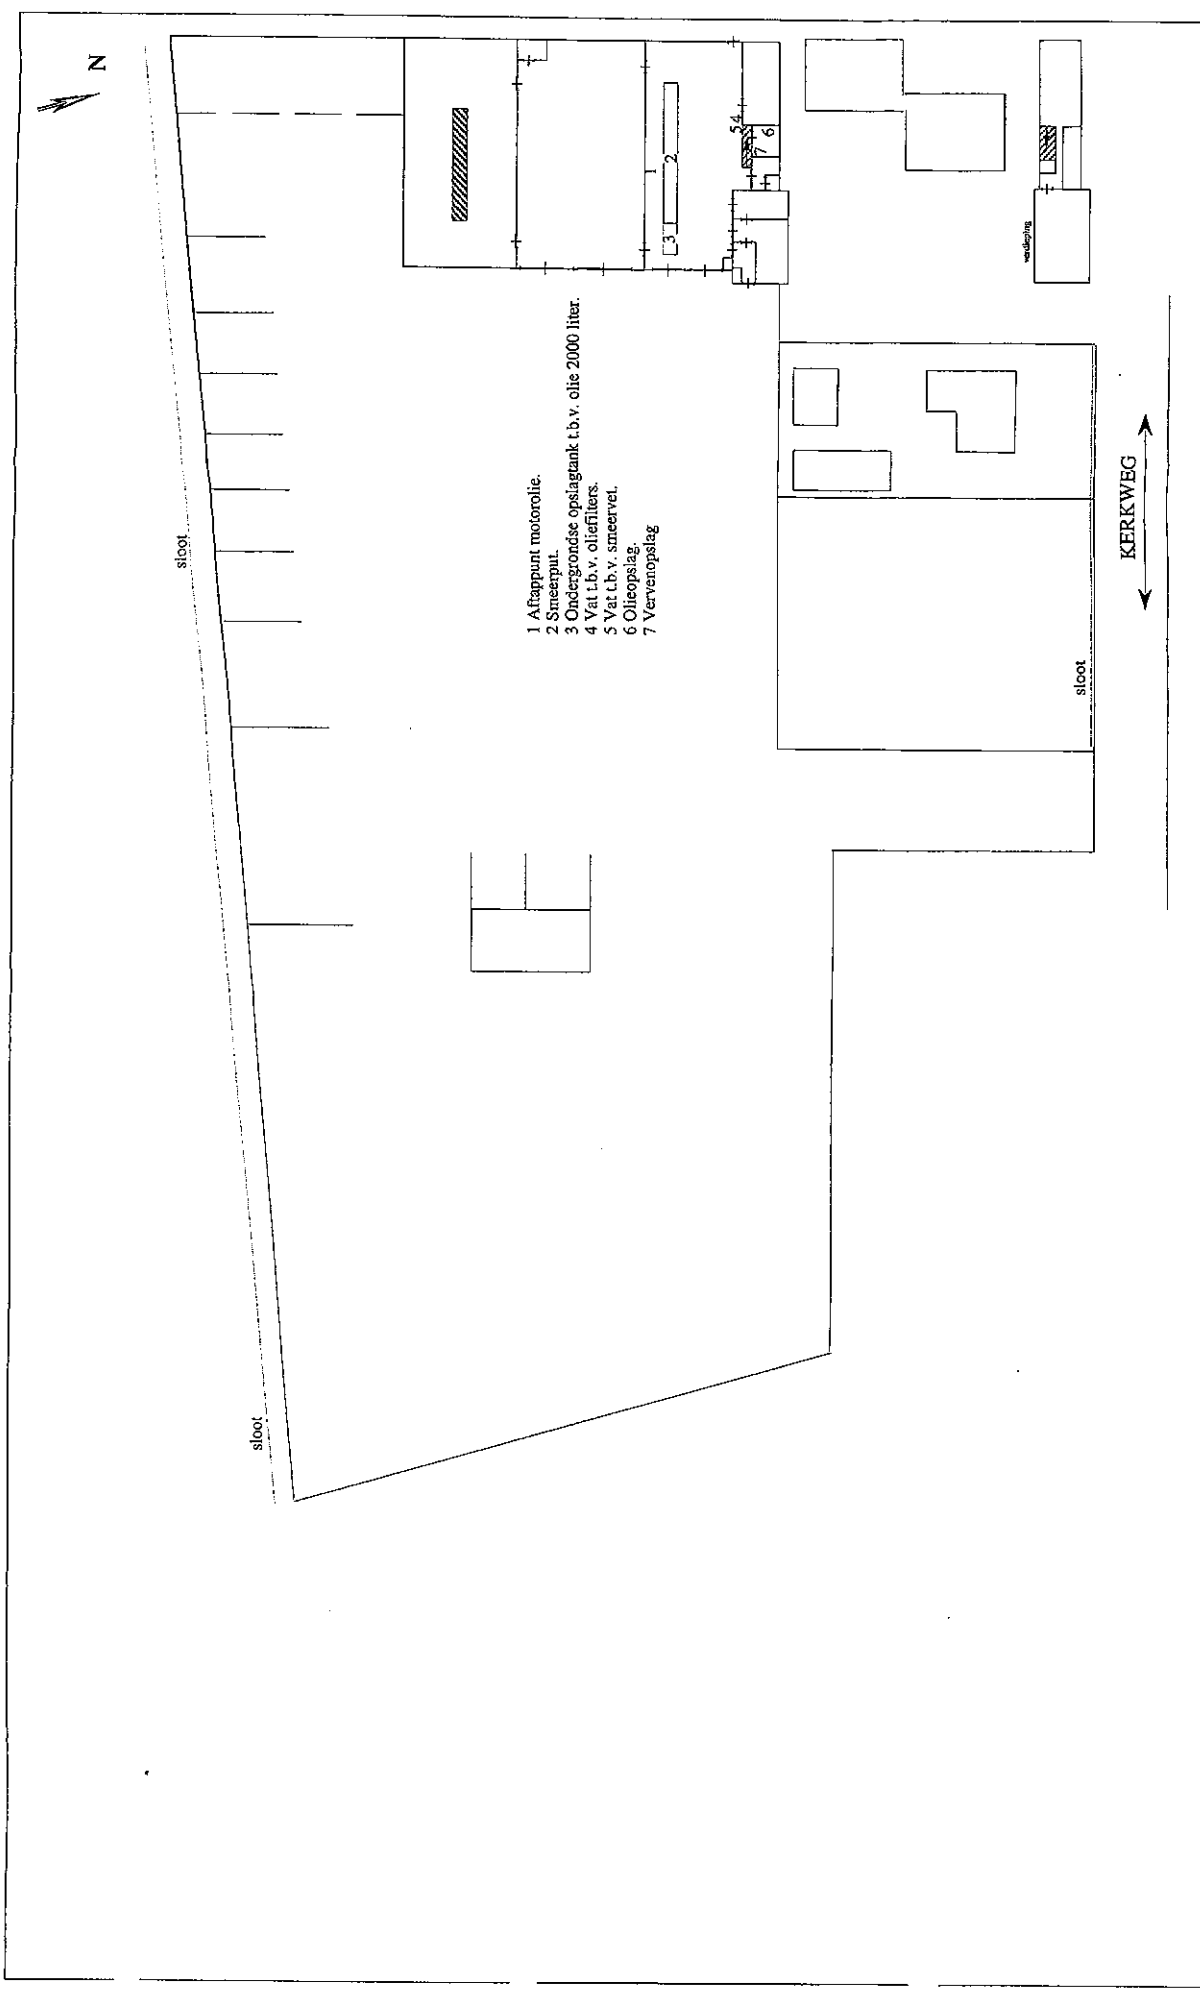 N
sloot
sloot
1
2
3
5 4
7 6
verdieping
1 Aftappunt motorolie.
2 Smeerput.
3 Ondergrondse opslagtank t.b.v. olie 2000 liter.
4 Vat t.b.v. oliefilters.
5 Vat t.b.v. smeervet.
6 Olieopslag.
7 Vervenopslag
sloot
KERKWEG